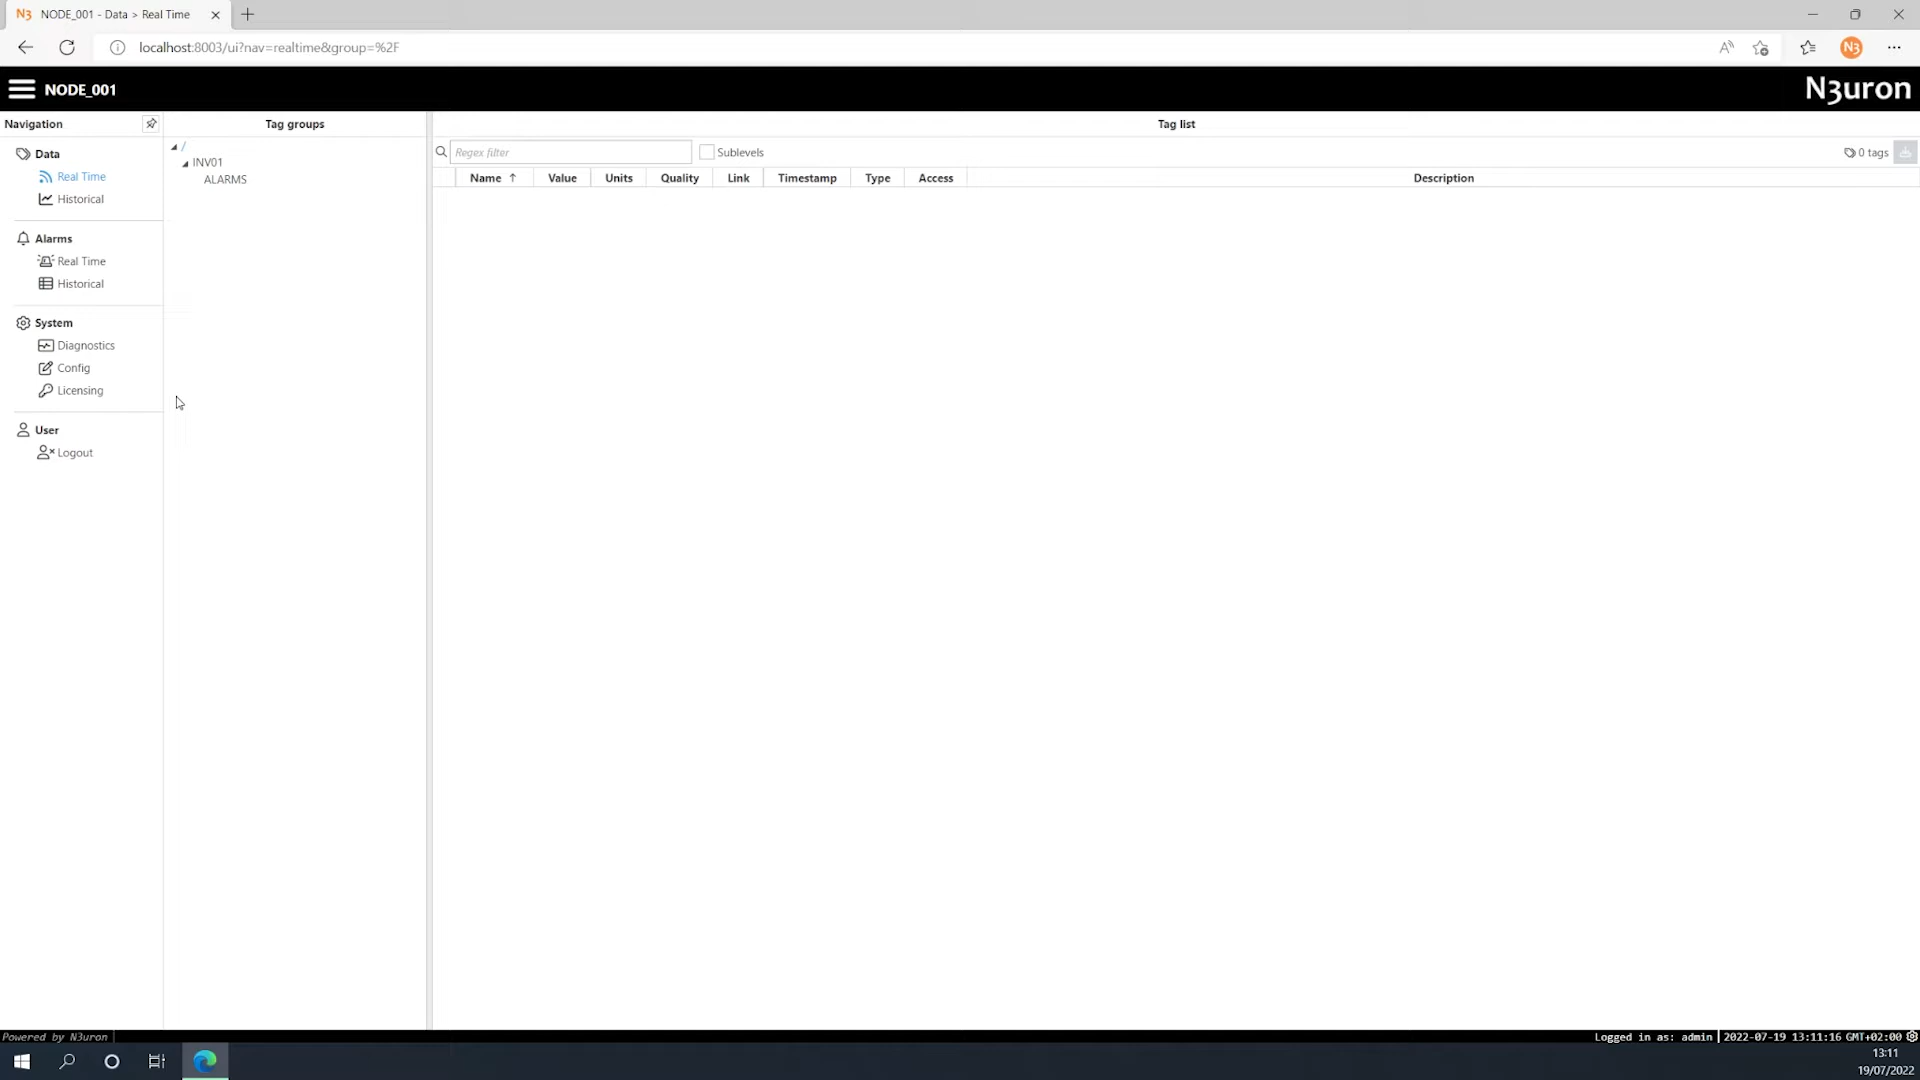 N3 NODE_001 - Data > Real Time
localhost:8003/ui?nav=realtime&group=%2F
N3
NODE_001
N3uron
Navigation
Tag groups
Tag list
Data
Real Time
Historical
Alarms
Real Time
Historical
System
Diagnostics
Config
Licensing
User
Logout
/
INV01
ALARMS
Regex filter
Sublevels
0 tags
Name ↑ Value Units Quality Link Timestamp Type Access Description
Powered by N3uron
Logged in as: admin | 2022-07-19 13:11:16 GMT+02:00
13:11
19/07/2022